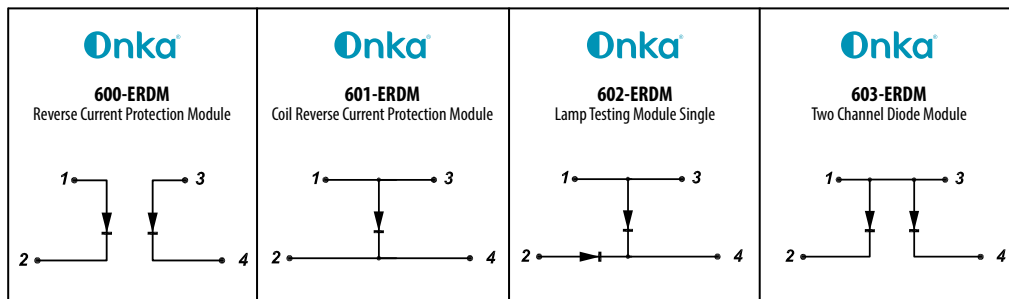 Onka®
600-ERDM
Reverse Current Protection Module
1
3
2
4
Onka®
601-ERDM
Coil Reverse Current Protection Module
1
3
2
4
Onka®
602-ERDM
Lamp Testing Module Single
1
3
2
4
Onka®
603-ERDM
Two Channel Diode Module
1
3
2
4